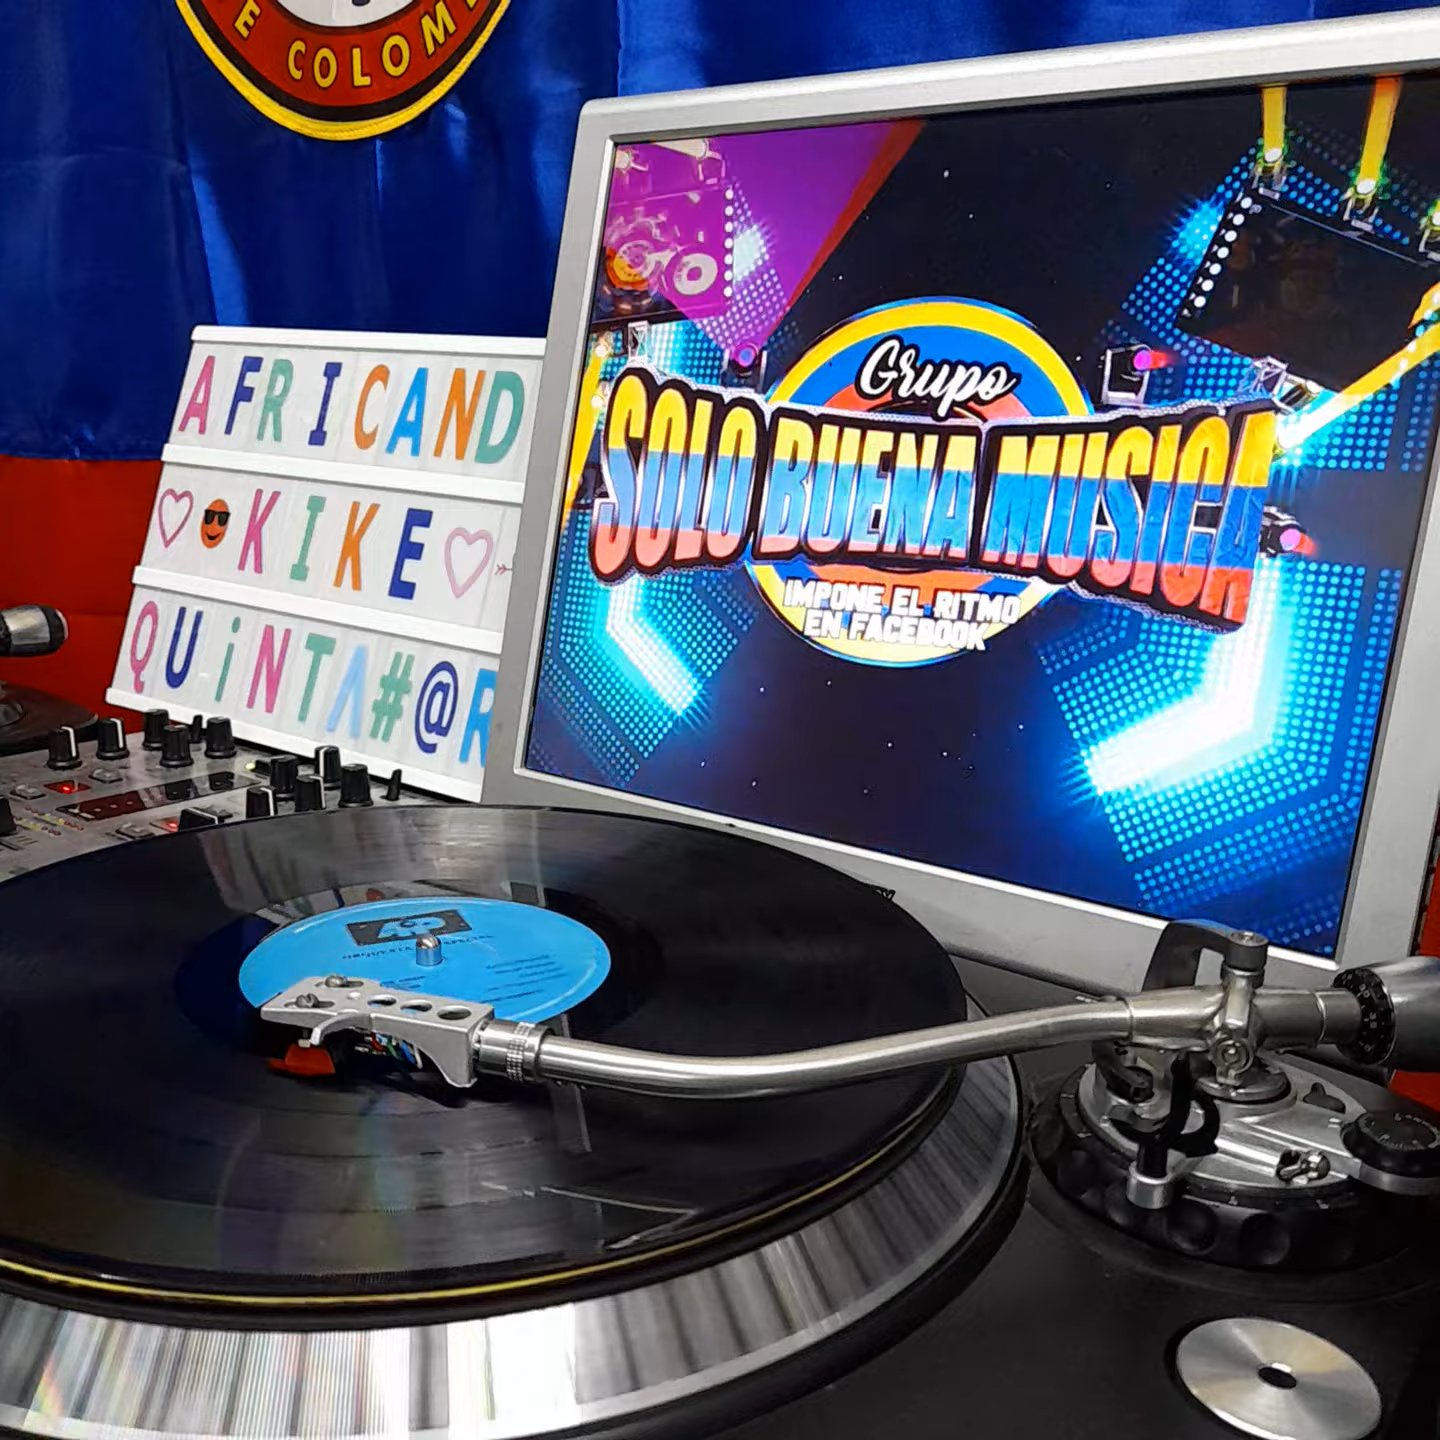 E COLOM
AFRICAND
KIKE
QUiNTA#@R
Grupo
SOLO BUENA MUSICA
IMPONE EL RITMO
EN FACEBOOK